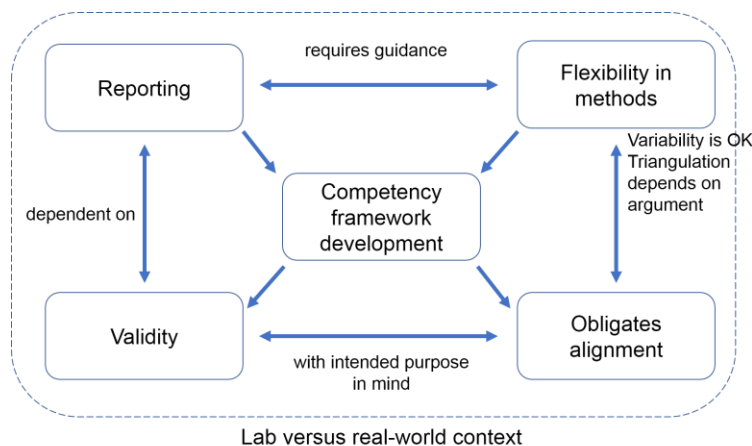 requires guidance
Reporting
Flexibility in
methods
Variability is OK
Triangulation
depends on
argument
Competency
framework
development
dependent on
Validity
Obligates
alignment
with intended purpose
in mind
Lab versus real-world context